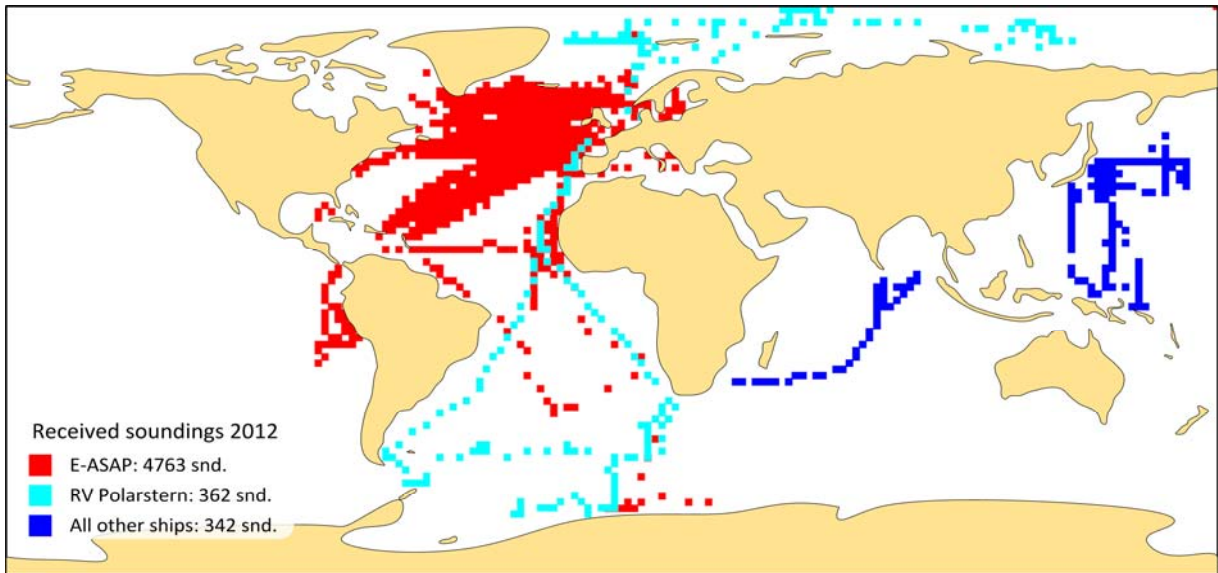 Received soundings 2012
E-ASAP: 4763 snd.
RV Polarstern: 362 snd.
All other ships: 342 snd.